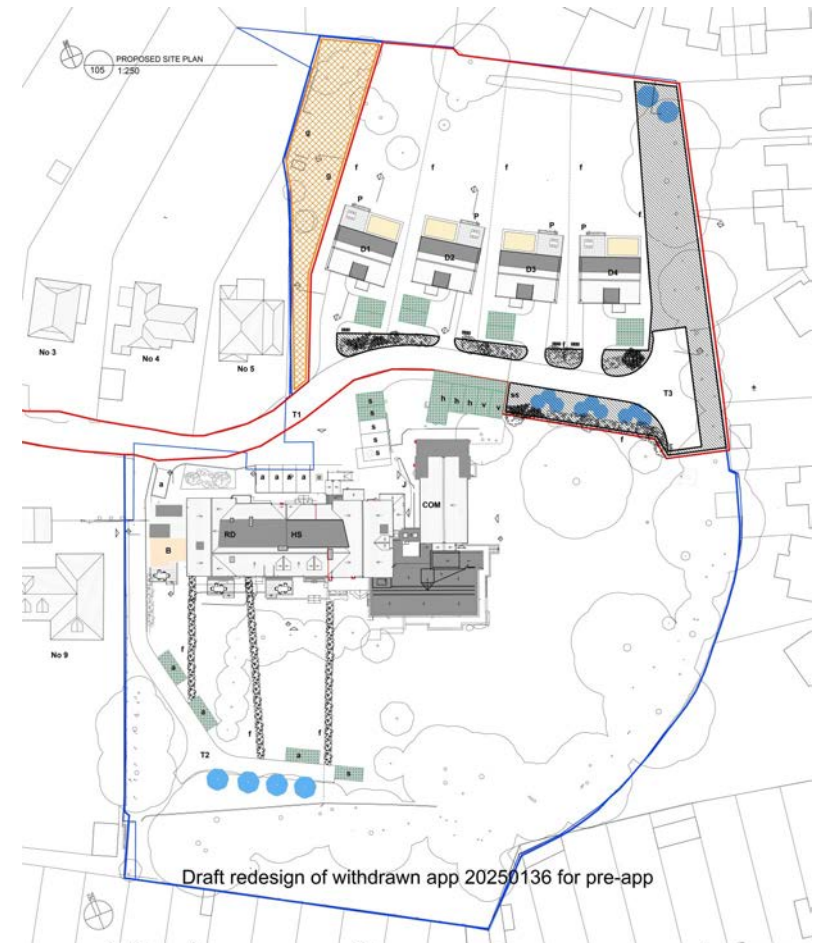 PROPOSED SITE PLAN
105
1:250
g
g
f
f
f
f
f
P
P
P
P
D1
D2
D3
D4
No 3
No 4
No 5
T1
T3
s
s
s
s
h h h v v
ss
f
a
a a a a
COM
B
RD
HS
No 9
f
a
a
f
f
T2
a
s
Draft redesign of withdrawn app 20250136 for pre-app